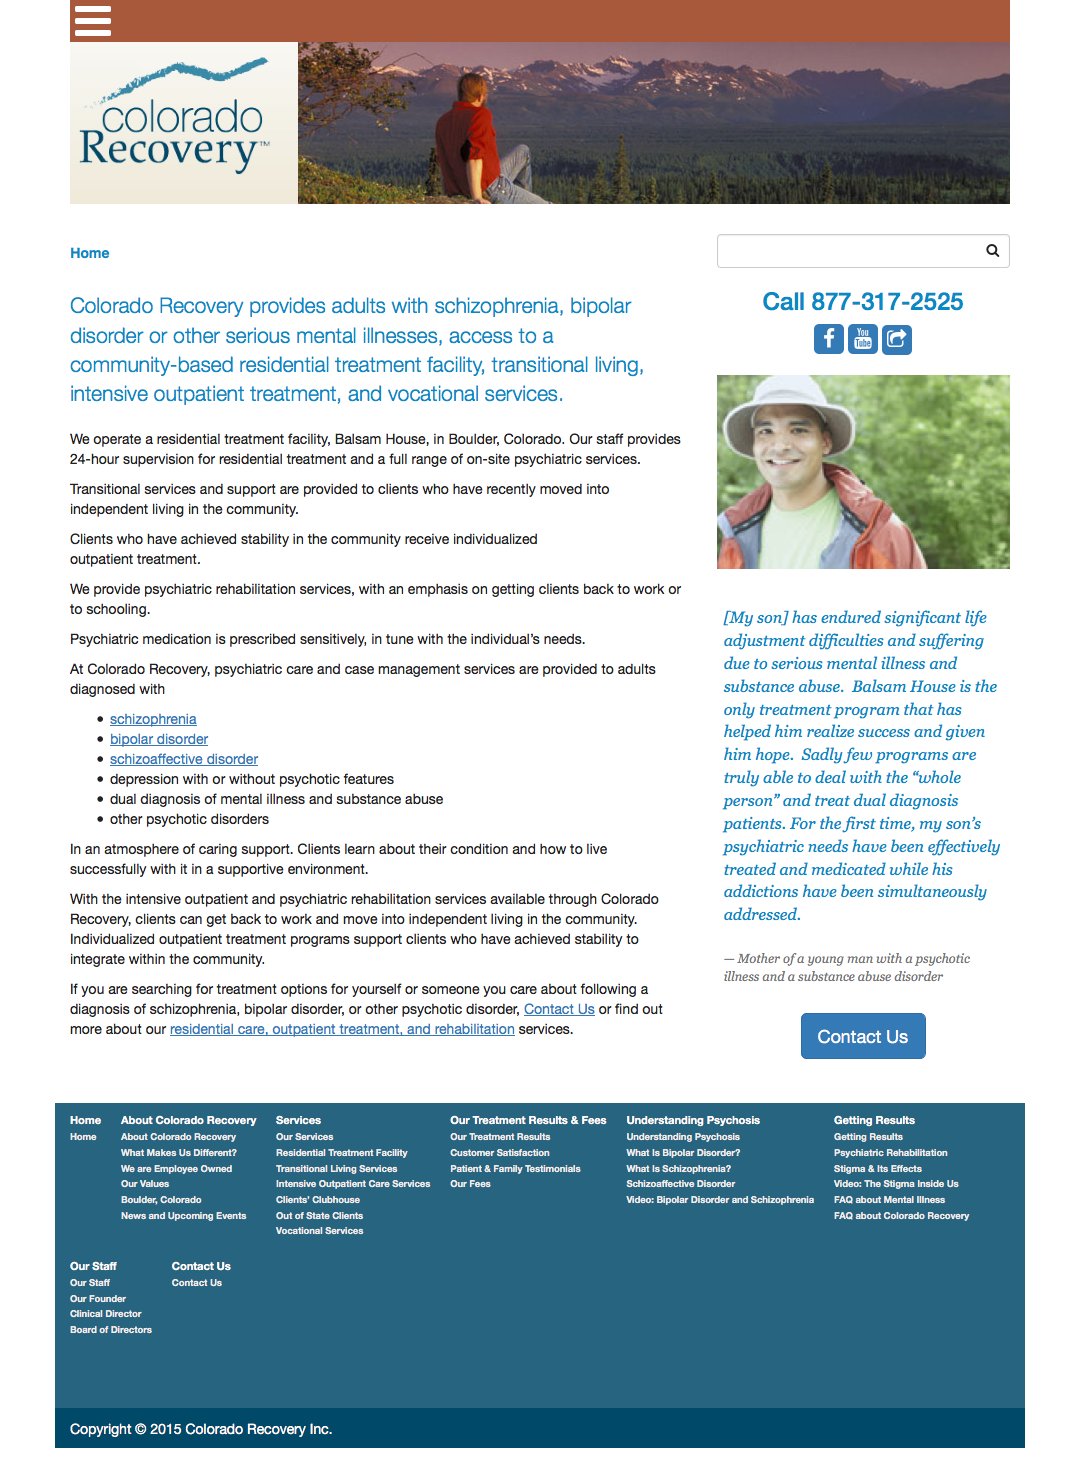 colorado
Recovery™
Home
Call 877-317-2525
You
Tube
Colorado Recovery provides adults with schizophrenia, bipolar
disorder or other serious mental illnesses, access to a
community-based residential treatment facility, transitional living,
intensive outpatient treatment, and vocational services.
We operate a residential treatment facility, Balsam House, in Boulder, Colorado. Our staff provides
24-hour supervision for residential treatment and a full range of on-site psychiatric services.
Transitional services and support are provided to clients who have recently moved into
independent living in the community.
Clients who have achieved stability in the community receive individualized
outpatient treatment.
We provide psychiatric rehabilitation services, with an emphasis on getting clients back to work or
to schooling.
Psychiatric medication is prescribed sensitively, in tune with the individual's needs.
At Colorado Recovery, psychiatric care and case management services are provided to adults
diagnosed with
• schizophrenia
• bipolar disorder
• schizoaffective disorder
• depression with or without psychotic features
• dual diagnosis of mental illness and substance abuse
• other psychotic disorders
In an atmosphere of caring support. Clients learn about their condition and how to live
successfully with it in a supportive environment.
With the intensive outpatient and psychiatric rehabilitation services available through Colorado
Recovery, clients can get back to work and move into independent living in the community.
Individualized outpatient treatment programs support clients who have achieved stability to
integrate within the community.
If you are searching for treatment options for yourself or someone you care about following a
diagnosis of schizophrenia, bipolar disorder, or other psychotic disorder, Contact Us or find out
more about our residential care, outpatient treatment, and rehabilitation services.
[My son] has endured significant life
adjustment difficulties and suffering
due to serious mental illness and
substance abuse.  Balsam House is the
only treatment program that has
helped him realize success and given
him hope.  Sadly few programs are
truly able to deal with the “whole
person” and treat dual diagnosis
patients. For the first time, my son’s
psychiatric needs have been effectively
treated and medicated while his
addictions have been simultaneously
addressed.
— Mother of a young man with a psychotic
illness and a substance abuse disorder
Contact Us
Home
Home
About Colorado Recovery
About Colorado Recovery
What Makes Us Different?
We are Employee Owned
Our Values
Boulder, Colorado
News and Upcoming Events
Services
Our Services
Residential Treatment Facility
Transitional Living Services
Intensive Outpatient Care Services
Clients' Clubhouse
Out of State Clients
Vocational Services
Our Treatment Results & Fees
Our Treatment Results
Customer Satisfaction
Patient & Family Testimonials
Our Fees
Understanding Psychosis
Understanding Psychosis
What Is Bipolar Disorder?
What Is Schizophrenia?
Schizoaffective Disorder
Video: Bipolar Disorder and Schizophrenia
Getting Results
Getting Results
Psychiatric Rehabilitation
Stigma & Its Effects
Video: The Stigma Inside Us
FAQ about Mental Illness
FAQ about Colorado Recovery
Our Staff
Our Staff
Our Founder
Clinical Director
Board of Directors
Contact Us
Contact Us
Copyright © 2015 Colorado Recovery Inc.